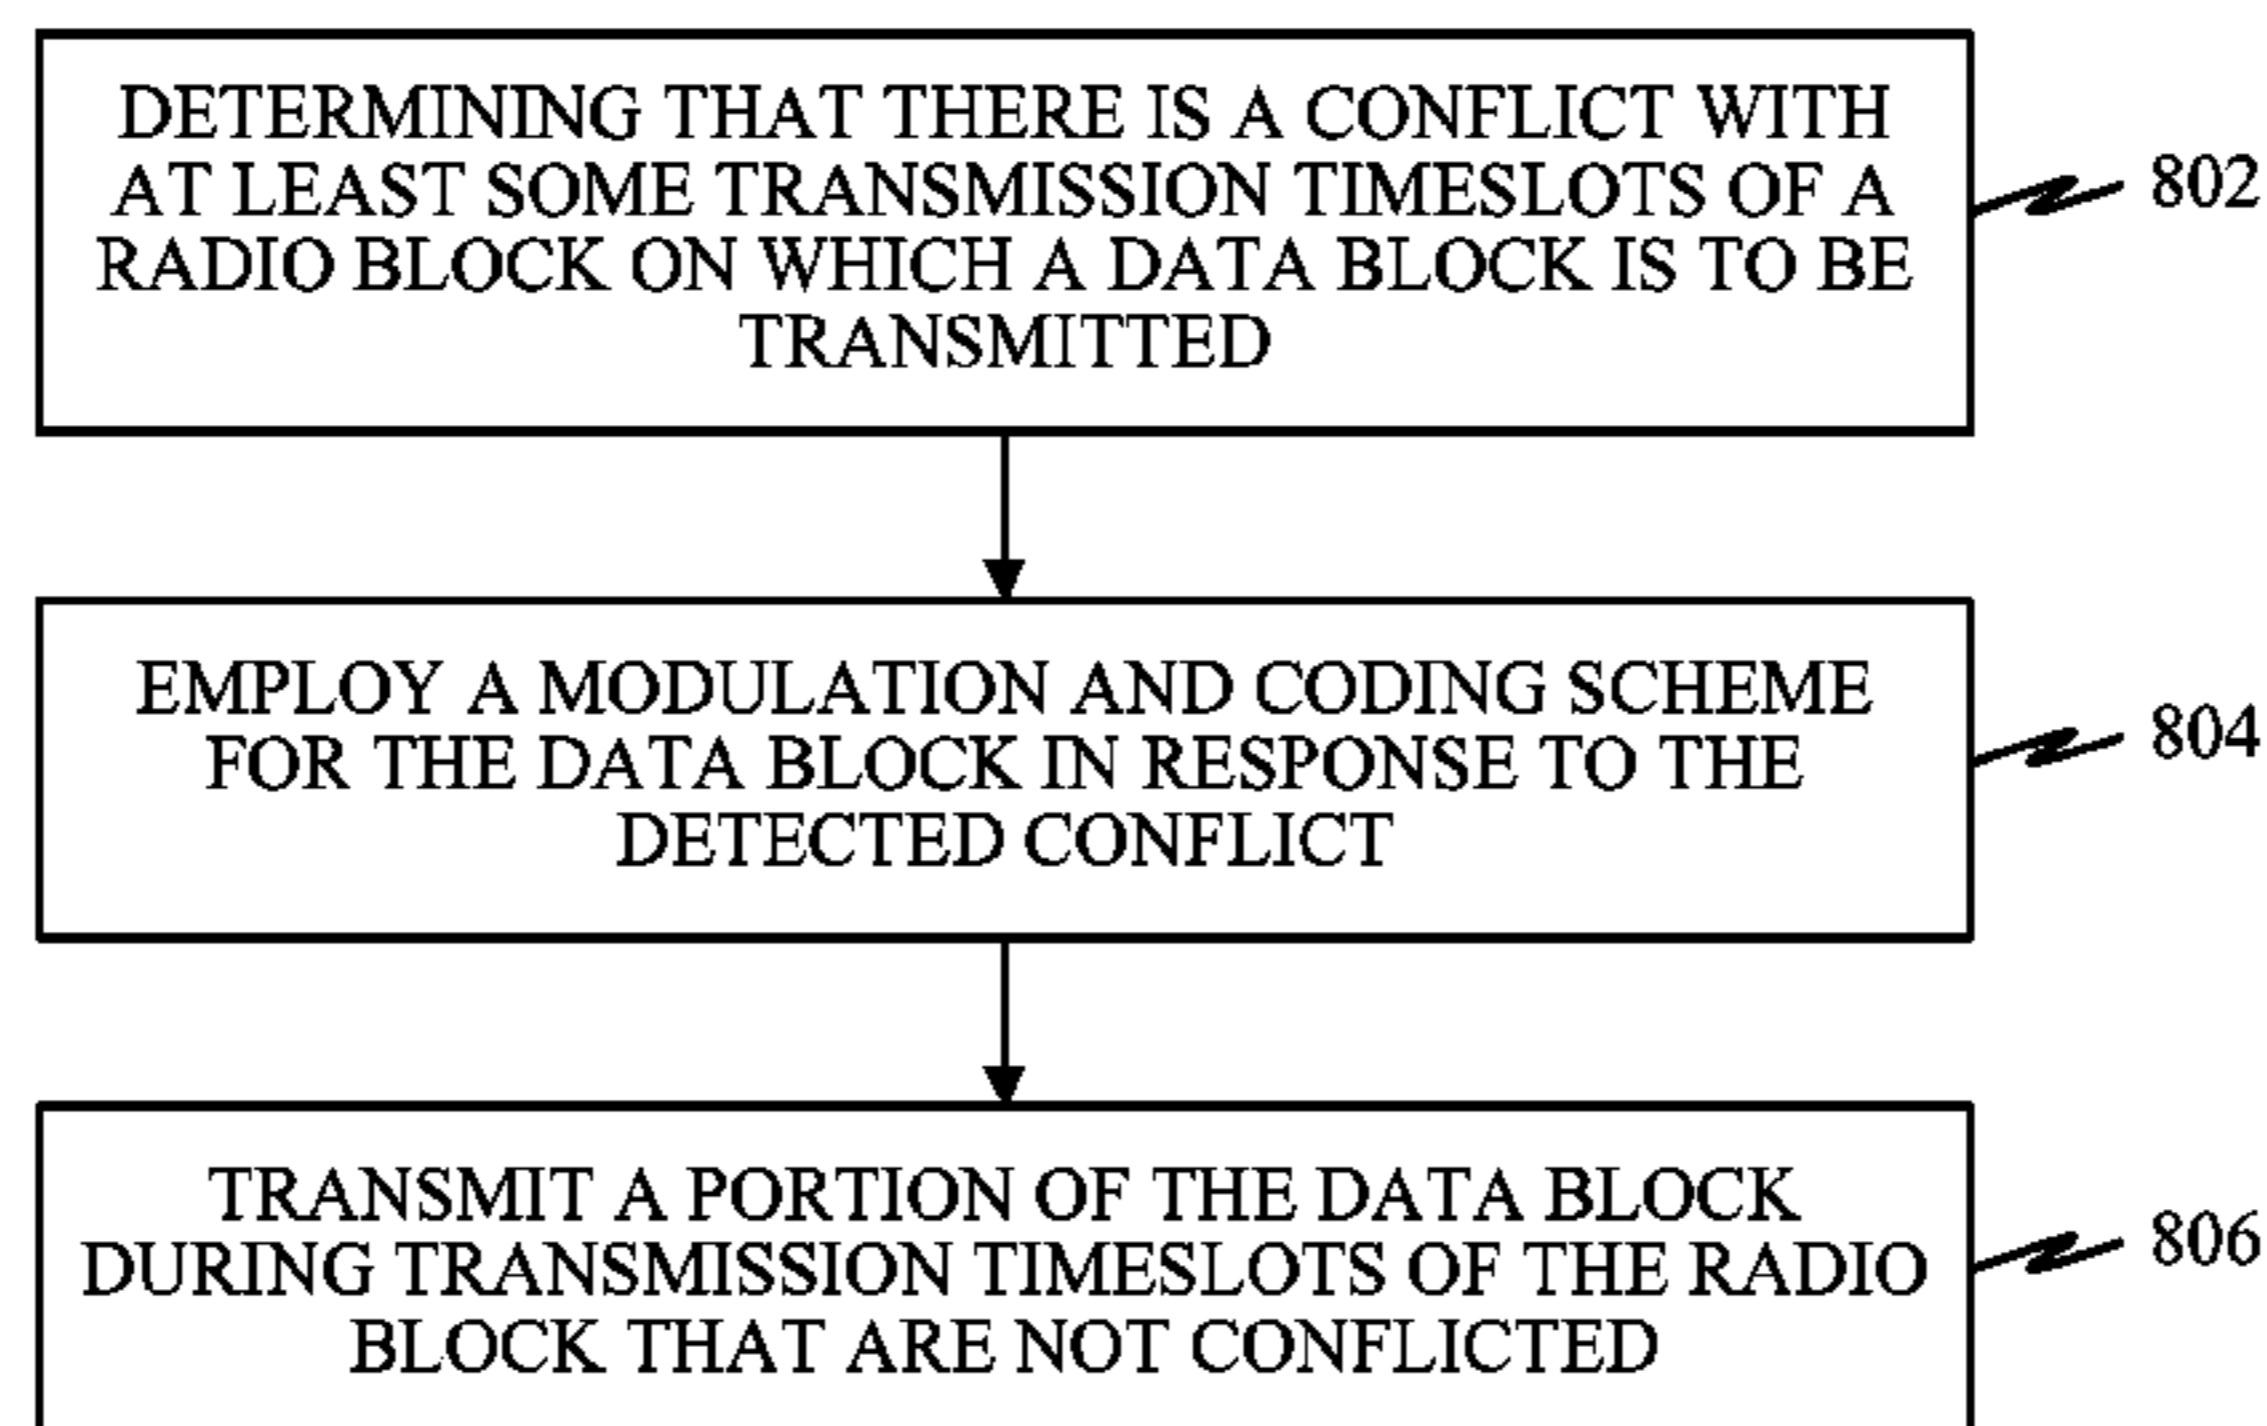 DETERMINING THAT THERE IS A CONFLICT WITH
AT LEAST SOME TRANSMISSION TIMESLOTS OF A
RADIO BLOCK ON WHICH A DATA BLOCK IS TO BE
TRANSMITTED
802
EMPLOY A MODULATION AND CODING SCHEME
FOR THE DATA BLOCK IN RESPONSE TO THE
DETECTED CONFLICT
804
TRANSMIT A PORTION OF THE DATA BLOCK
DURING TRANSMISSION TIMESLOTS OF THE RADIO
BLOCK THAT ARE NOT CONFLICTED
806